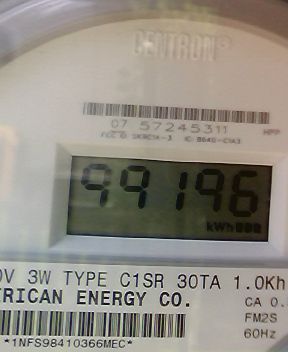 CENTRON®
07 57245311
99196
kWh
0V 3W TYPE C1SR 30TA 1.0Kh
ERICAN ENERGY CO.
CA 0.
FM2S
*1NFS98410366MEC*
60Hz